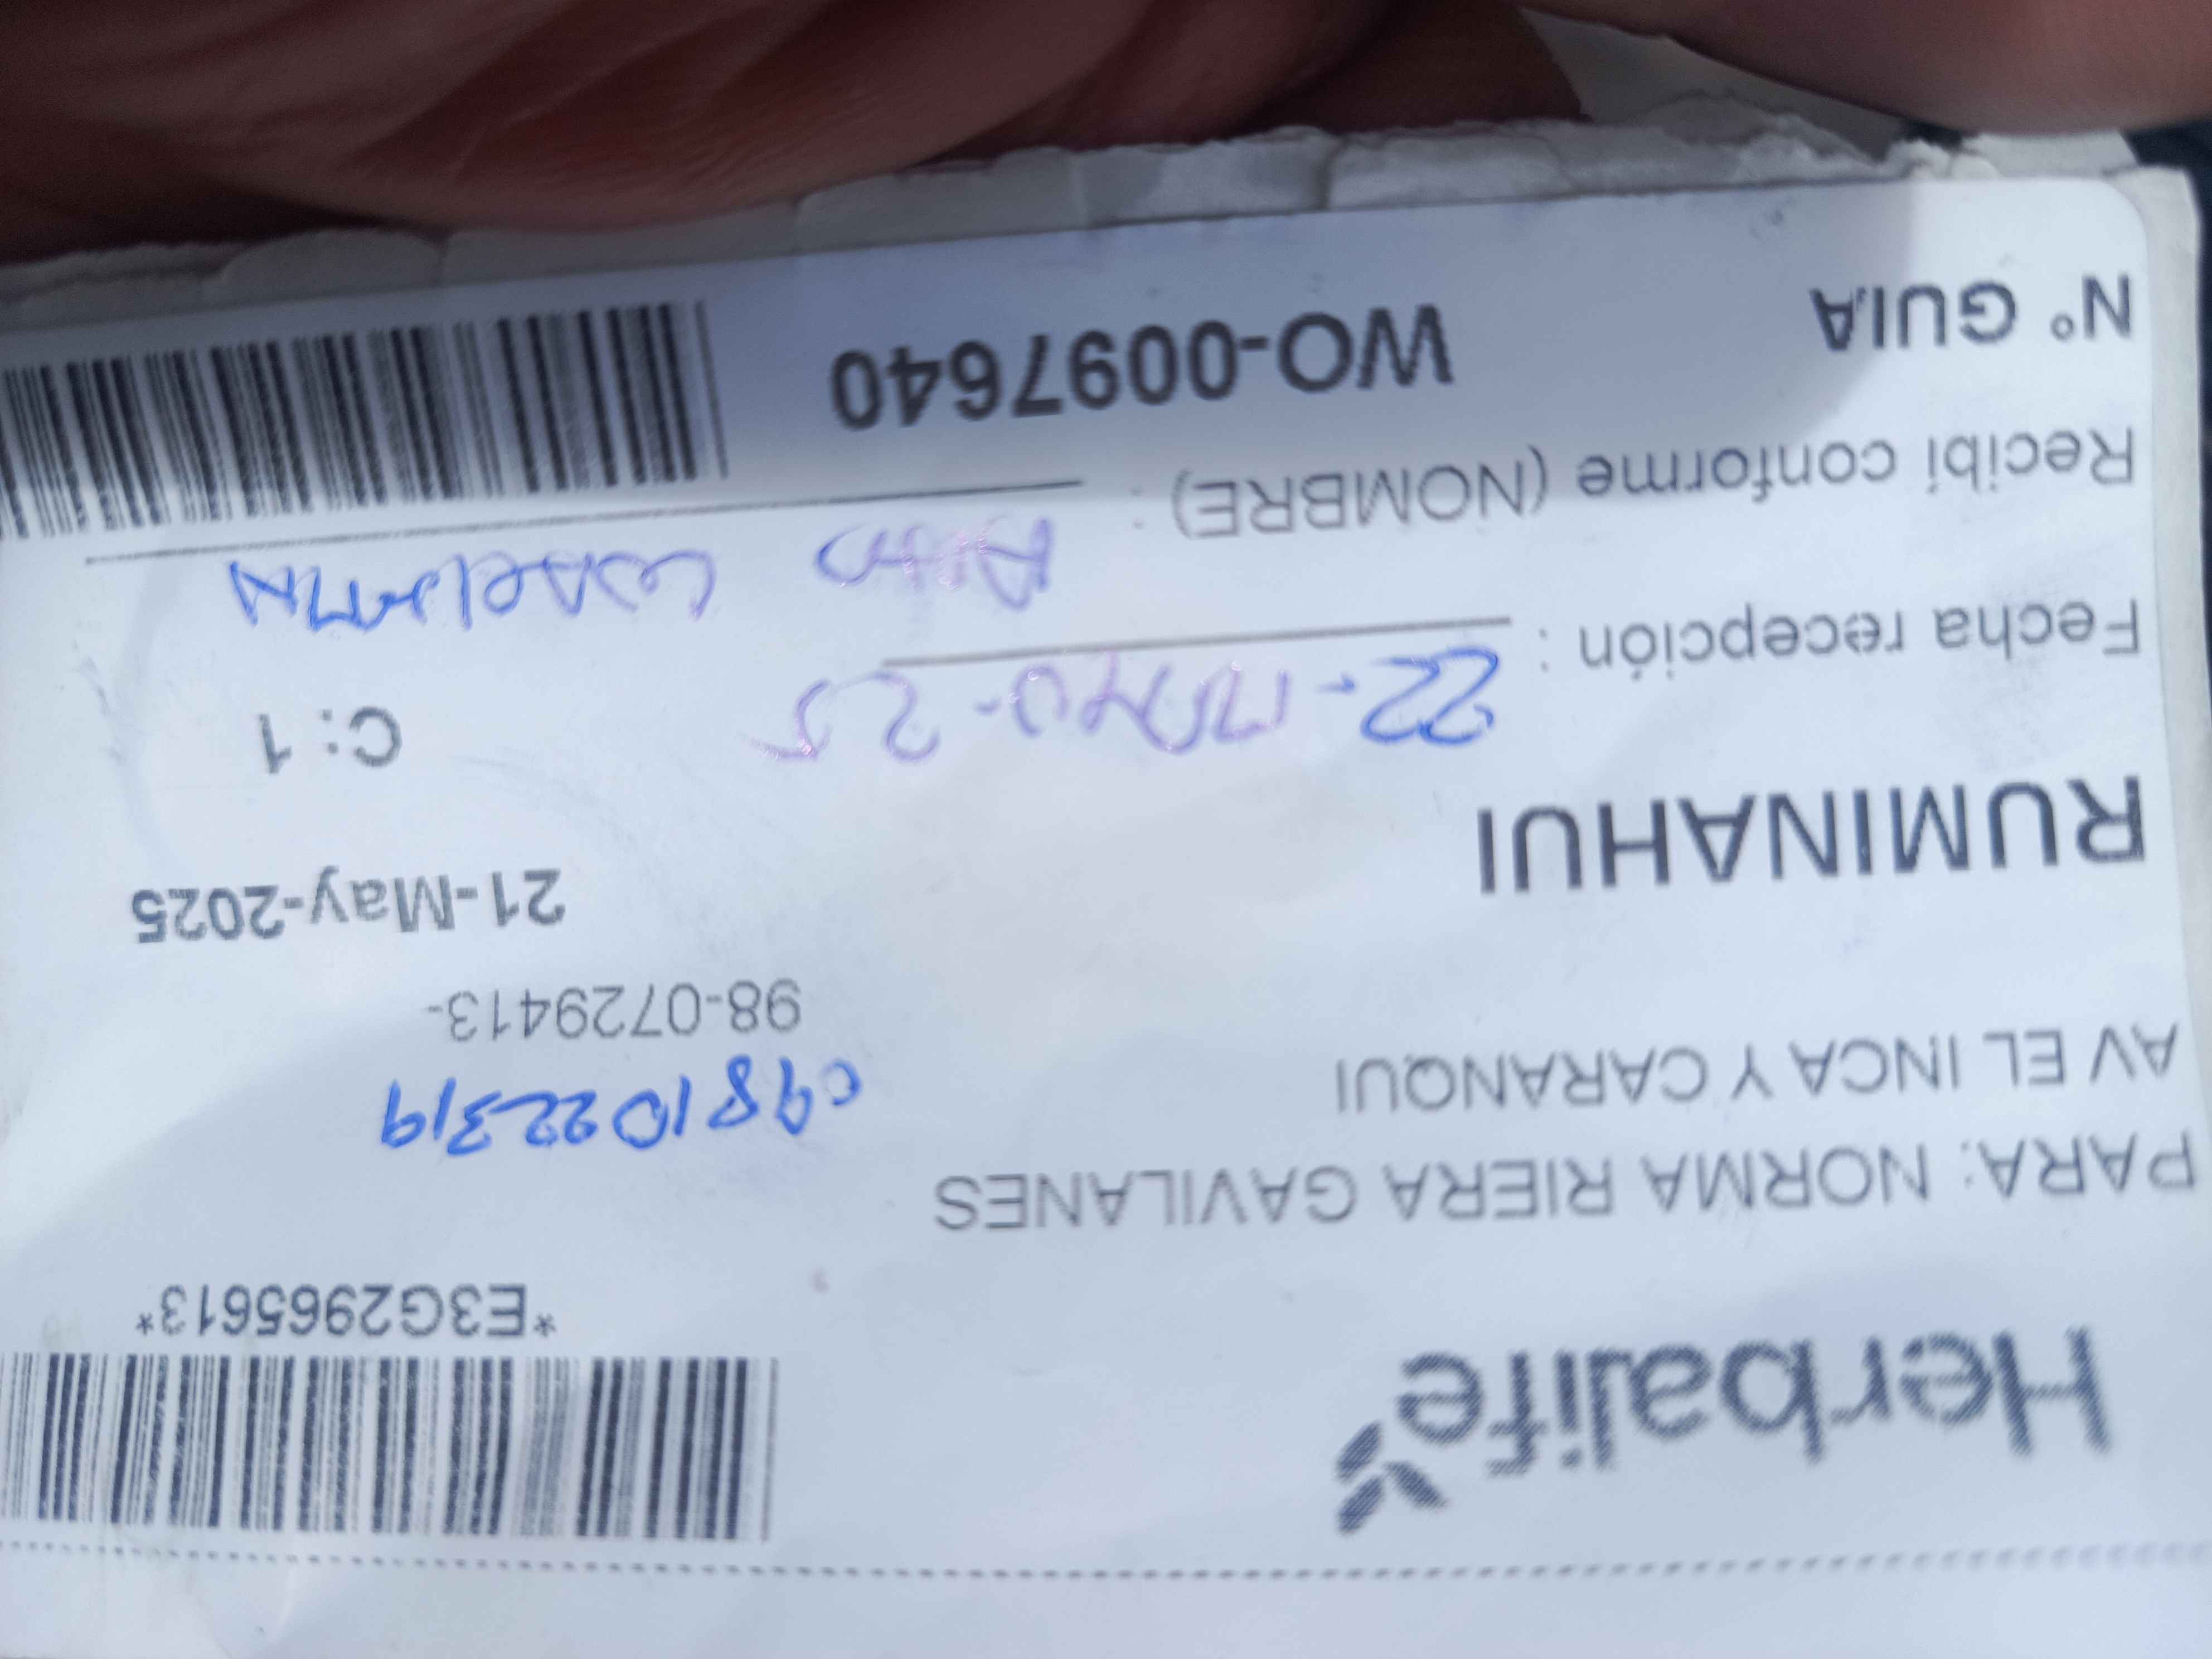 Herbalife
*E3G2965613*
PARA: NORMA RIERA GAVILANES
0981022319
AV EL INCA Y CARANQUI
98-0729413-
21-May-2025
RUMINAHUI
C: 1
Fecha recepción : 22-MAYO-25
Recibí conforme (NOMBRE) :
Nº GUIA WO-0097640